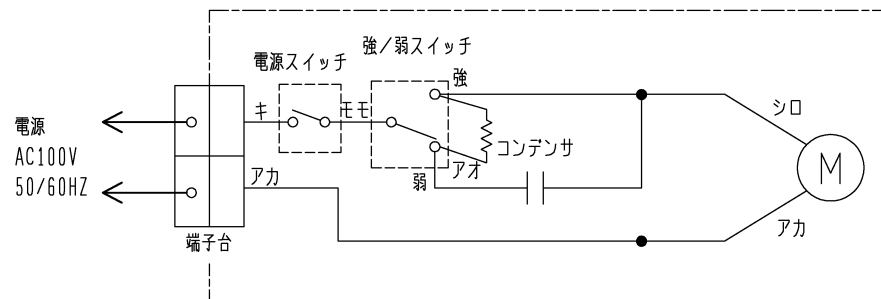 電源スイッチ
強/弱スイッチ
強
キ
モモ
シロ
電源
AC100V
50/60HZ
コンデンサ
M
アカ
アオ
弱
アカ
端子台